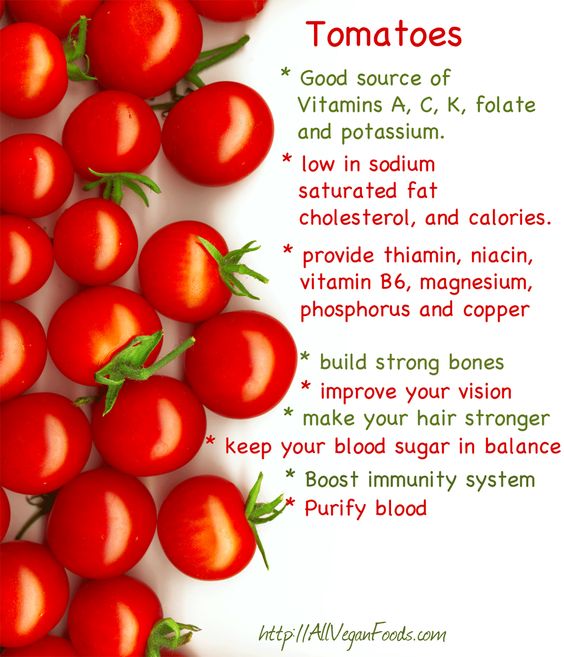 Tomatoes
* Good source of
Vitamins A, C, K, folate
and potassium.
* low in sodium
saturated fat
cholesterol, and calories.
* provide thiamin, niacin,
vitamin B6, magnesium,
phosphorus and copper
* build strong bones
* improve your vision
* make your hair stronger
* keep your blood sugar in balance
* Boost immunity system
* Purify blood
http://AllVeganFoods.com